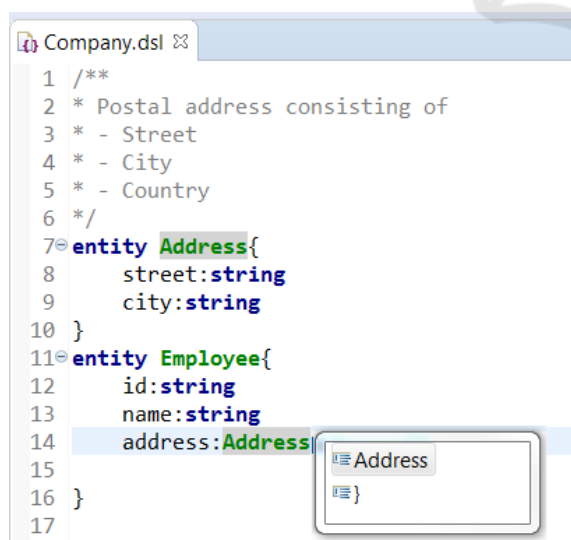 Company.dsl
1 /**
2 * Postal address consisting of
3 * - Street
4 * - City
5 * - Country
6 */
7 entity Address{
8 street:string
9 city:string
10 }
11 entity Employee{
12 id:string
13 name:string
14 address:Address
Address
15
}
16 }
17